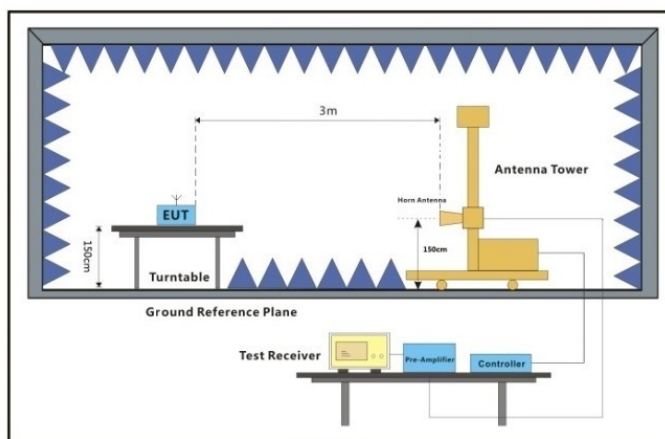 3m
Antenna Tower
Horn Antenna
EUT
150cm
150cm
Turntable
Ground Reference Plane
Test Receiver
Pre-Amplifier
Controller